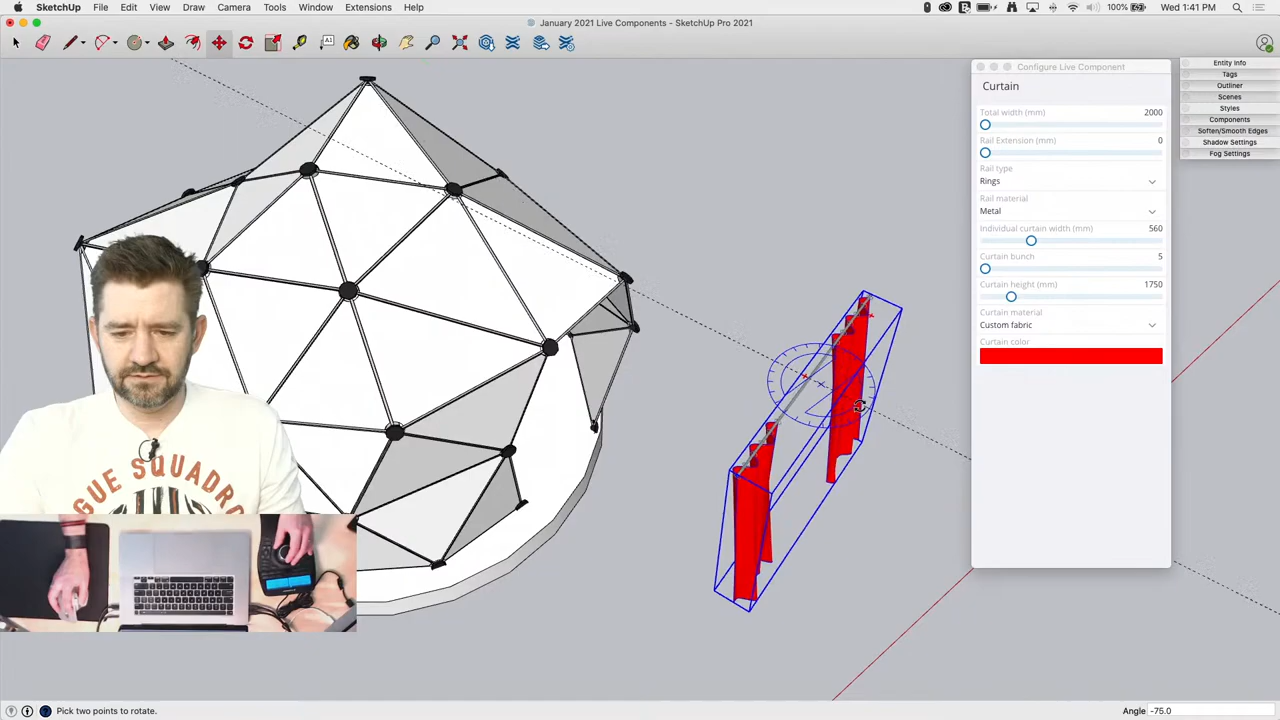 SketchUp File Edit View Draw Camera Tools Window Extensions Help 100% Wed 1:41 PM
January 2021 Live Components - SketchUp Pro 2021
Configure Live Component
Curtain
Total width (mm) 2000
Rail Extension (mm) 0
Rail type
Rings
Rail material
Metal
Individual curtain width (mm) 560
Curtain bunch 5
Curtain height (mm) 1750
Curtain material
Custom fabric
Curtain color
Entity Info
Tags
Outliner
Scenes
Styles
Components
Soften/Smooth Edges
Shadow Settings
Fog Settings
GUE SQUADR
Pick two points to rotate. Angle -75.0